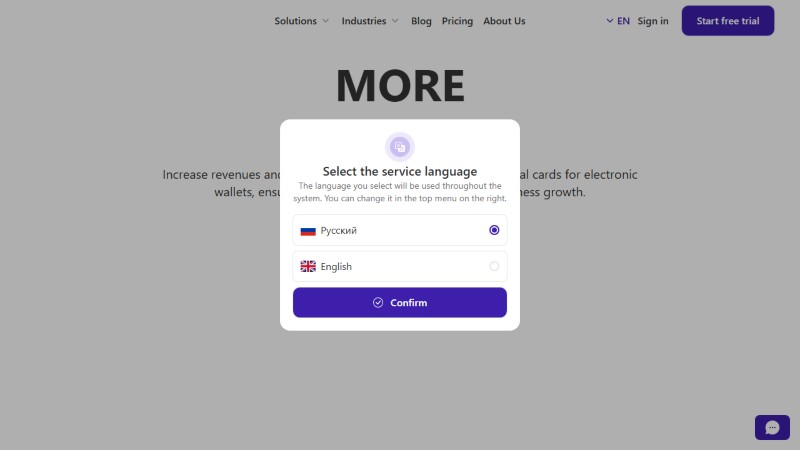 Solutions Industries Blog Pricing About Us EN Sign in Start free trial
MORE
Increase revenues and al cards for electronic
wallets, ensu ness growth.
Select the service language
The language you select will be used throughout the
system. You can change it in the top menu on the right.
Русский
English
Confirm